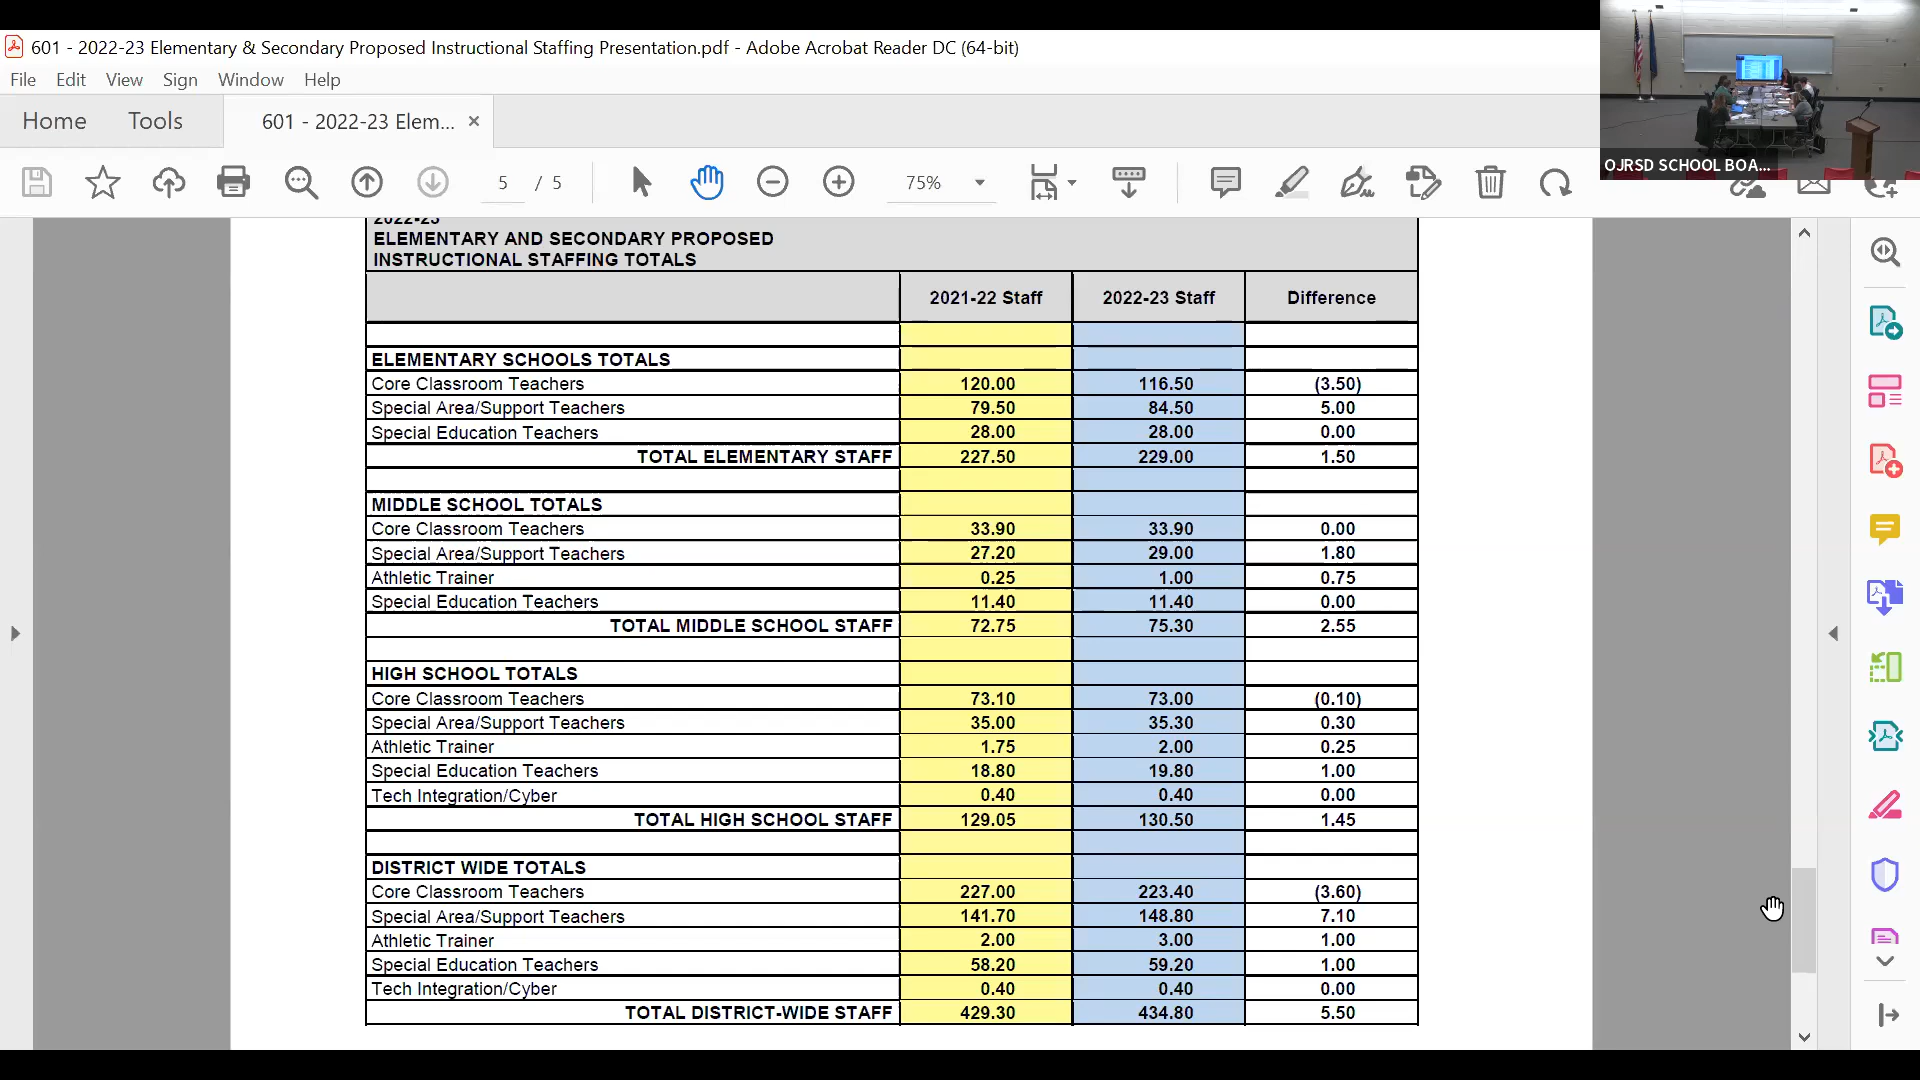 601 - 2022-23 Elementary & Secondary Proposed Instructional Staffing Presentation.pdf - Adobe Acrobat Reader DC (64-bit)
File Edit View Sign Window Help
Home Tools 601 - 2022-23 Elem... ×
5 / 5 75%
OJRSD SCHOOL BOA...
2022-23
ELEMENTARY AND SECONDARY PROPOSED
INSTRUCTIONAL STAFFING TOTALS
2021-22 Staff 2022-23 Staff Difference
ELEMENTARY SCHOOLS TOTALS
Core Classroom Teachers 120.00 116.50 (3.50)
Special Area/Support Teachers 79.50 84.50 5.00
Special Education Teachers 28.00 28.00 0.00
TOTAL ELEMENTARY STAFF 227.50 229.00 1.50
MIDDLE SCHOOL TOTALS
Core Classroom Teachers 33.90 33.90 0.00
Special Area/Support Teachers 27.20 29.00 1.80
Athletic Trainer 0.25 1.00 0.75
Special Education Teachers 11.40 11.40 0.00
TOTAL MIDDLE SCHOOL STAFF 72.75 75.30 2.55
HIGH SCHOOL TOTALS
Core Classroom Teachers 73.10 73.00 (0.10)
Special Area/Support Teachers 35.00 35.30 0.30
Athletic Trainer 1.75 2.00 0.25
Special Education Teachers 18.80 19.80 1.00
Tech Integration/Cyber 0.40 0.40 0.00
TOTAL HIGH SCHOOL STAFF 129.05 130.50 1.45
DISTRICT WIDE TOTALS
Core Classroom Teachers 227.00 223.40 (3.60)
Special Area/Support Teachers 141.70 148.80 7.10
Athletic Trainer 2.00 3.00 1.00
Special Education Teachers 58.20 59.20 1.00
Tech Integration/Cyber 0.40 0.40 0.00
TOTAL DISTRICT-WIDE STAFF 429.30 434.80 5.50